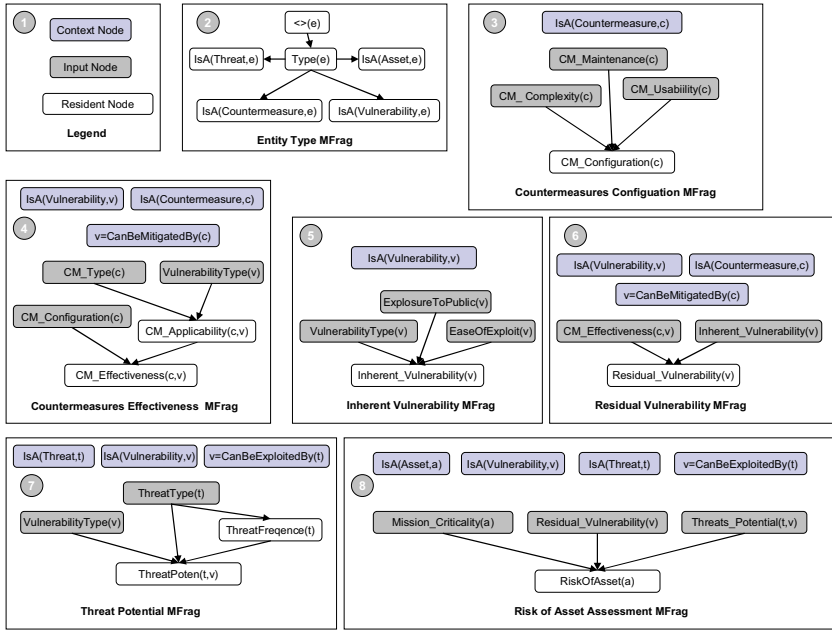 1
Context Node
Input Node
Resident Node
Legend
2
<>(e)
IsA(Threat,e)
Type(e)
IsA(Asset,e)
IsA(Countermeasure,e)
IsA(Vulnerability,e)
Entity Type MFrag
3
IsA(Countermeasure,c)
CM_Maintenance(c)
CM_ Complexity(c)
CM_Usabiility(c)
CM_Configuration(c)
Countermeasures Configuation MFrag
IsA(Vulnerability,v)
IsA(Countermeasure,c)
4
v=CanBeMitigatedBy(c)
CM_Type(c)
VulnerabilityType(v)
CM_Configuration(c)
CM_Applicability(c,v)
CM_Effectiveness(c,v)
Countermeasures Effectiveness MFrag
5
IsA(Vulnerability,v)
ExplosureToPublic(v)
VulnerabilityType(v)
EaseOfExploit(v)
Inherent_Vulnerability(v)
Inherent Vulnerability MFrag
6
IsA(Vulnerability,v)
IsA(Countermeasure,c)
v=CanBeMitigatedBy(c)
CM_Effectiveness(c,v)
Inherent_Vulnerability(v)
Residual_Vulnerability(v)
Residual Vulnerability MFrag
IsA(Threat,t)
IsA(Vulnerability,v)
v=CanBeExploitedBy(t)
7
ThreatType(t)
VulnerabilityType(v)
ThreatFreqence(t)
ThreatPoten(t,v)
Threat Potential MFrag
IsA(Asset,a)
IsA(Vulnerability,v)
IsA(Threat,t)
v=CanBeExploitedBy(t)
8
Mission_Criticality(a)
Residual_Vulnerability(v)
Threats_Potential(t,v)
RiskOfAsset(a)
Risk of Asset Assessment MFrag